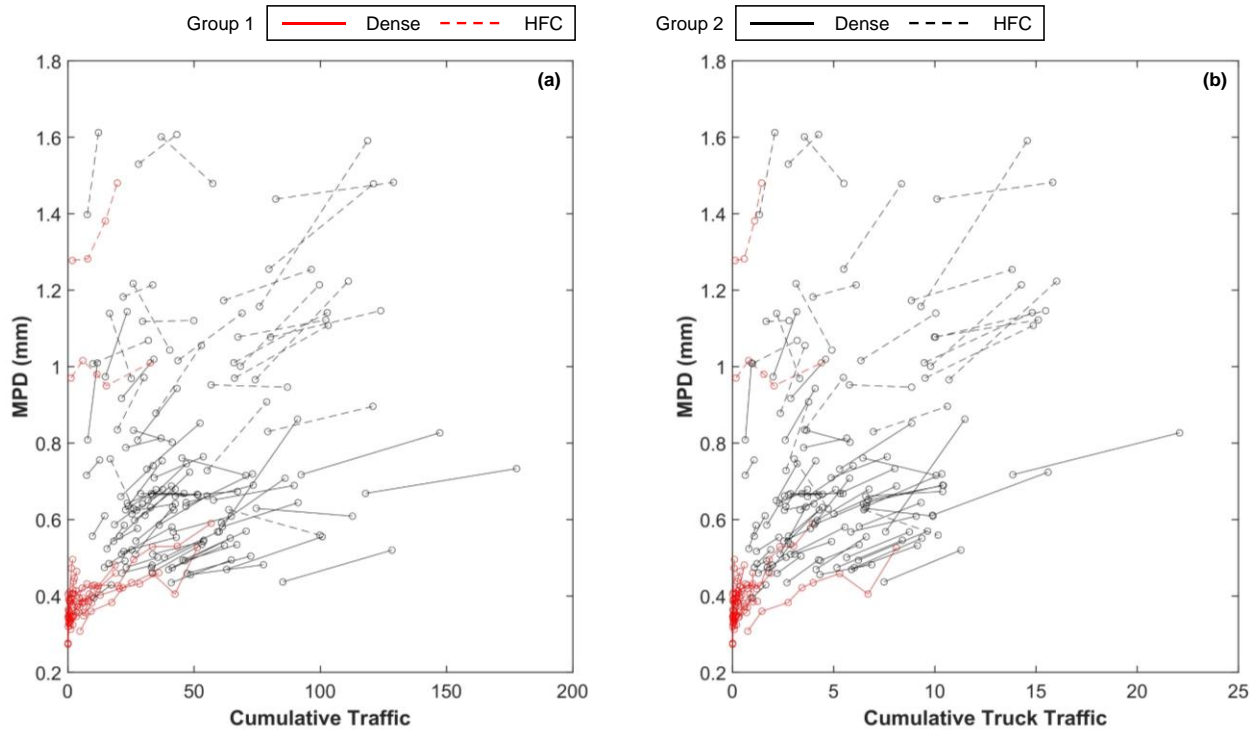 Group 1 Dense HFC Group 2 Dense HFC
(a)
MPD (mm)
1.8
1.6
1.4
1.2
1
0.8
0.6
0.4
0.2
0 50 100 150 200
Cumulative Traffic
(b)
MPD (mm)
1.8
1.6
1.4
1.2
1
0.8
0.6
0.4
0.2
0 5 10 15 20 25
Cumulative Truck Traffic